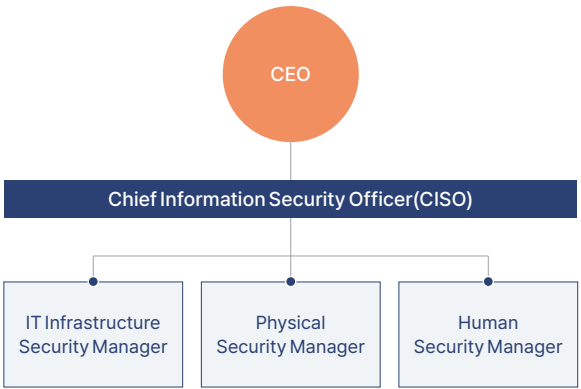 CEO
Chief Information Security Officer(CISO)
IT Infrastructure
Security Manager
Physical
Security Manager
Human
Security Manager